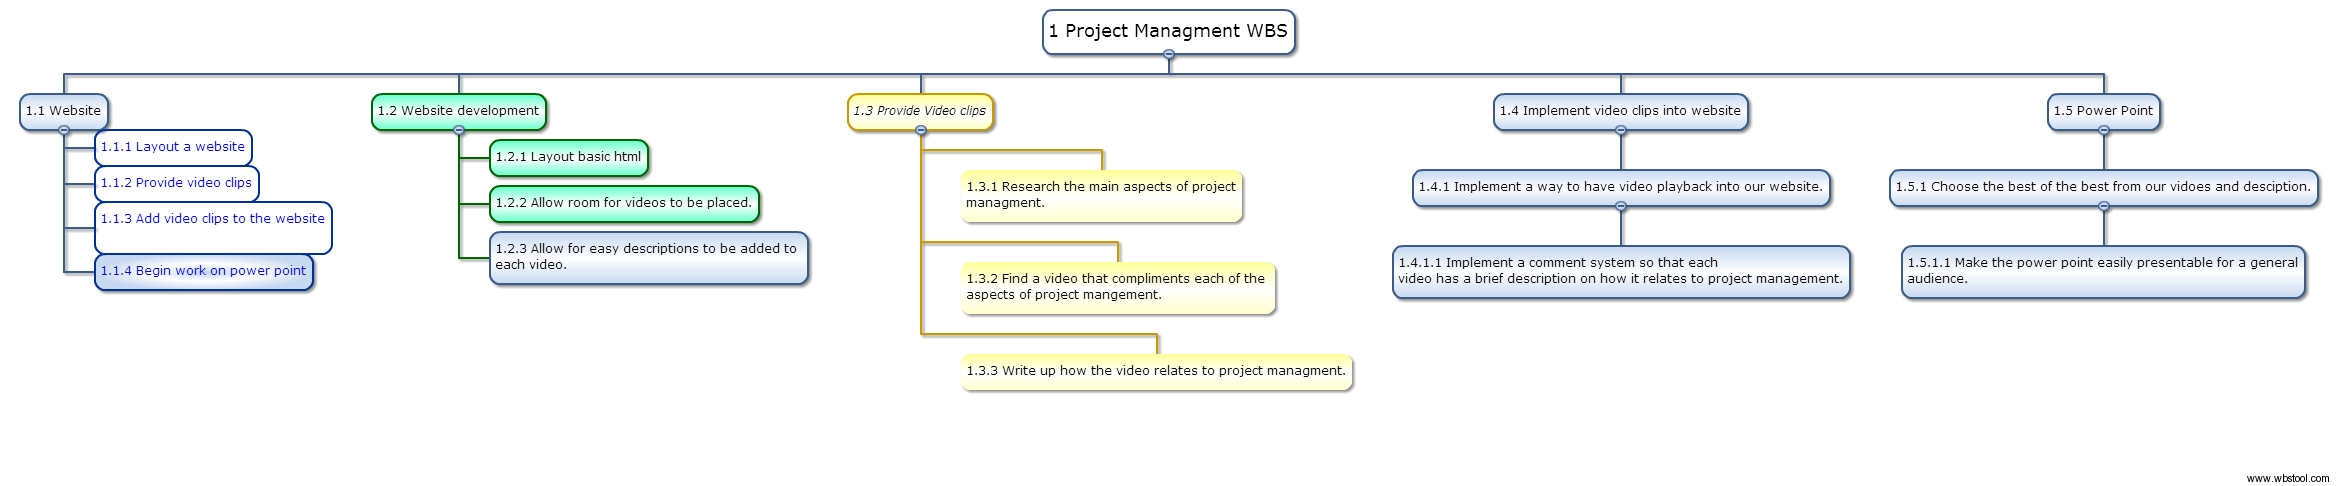 1 Project Managment WBS
1.1 Website
1.1.1 Layout a website
1.1.2 Provide video clips
1.1.3 Add video clips to the website
1.1.4 Begin work on power point
1.2 Website development
1.2.1 Layout basic html
1.2.2 Allow room for videos to be placed.
1.2.3 Allow for easy descriptions to be added to
each video.
1.3 Provide Video clips
1.3.1 Research the main aspects of project
managment.
1.3.2 Find a video that compliments each of the
aspects of project mangement.
1.3.3 Write up how the video relates to project managment.
1.4 Implement video clips into website
1.4.1 Implement a way to have video playback into our website.
1.4.1.1 Implement a comment system so that each
video has a brief description on how it relates to project management.
1.5 Power Point
1.5.1 Choose the best of the best from our vidoes and desciption.
1.5.1.1 Make the power point easily presentable for a general
audience.
www.wbstool.com